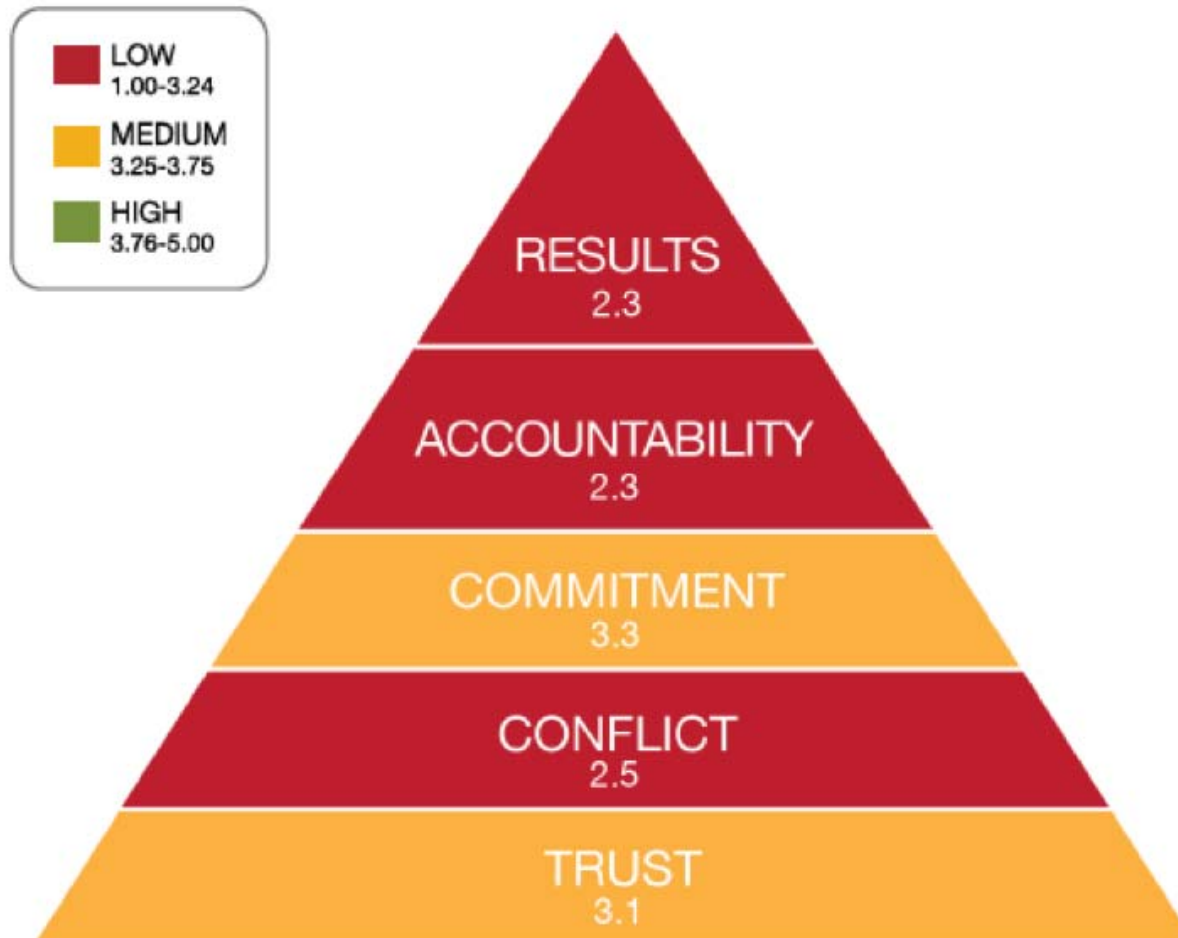 LOW
1.00-3.24
MEDIUM
3.25-3.75
HIGH
3.76-5.00
RESULTS
2.3
ACCOUNTABILITY
2.3
COMMITMENT
3.3
CONFLICT
2.5
TRUST
3.1